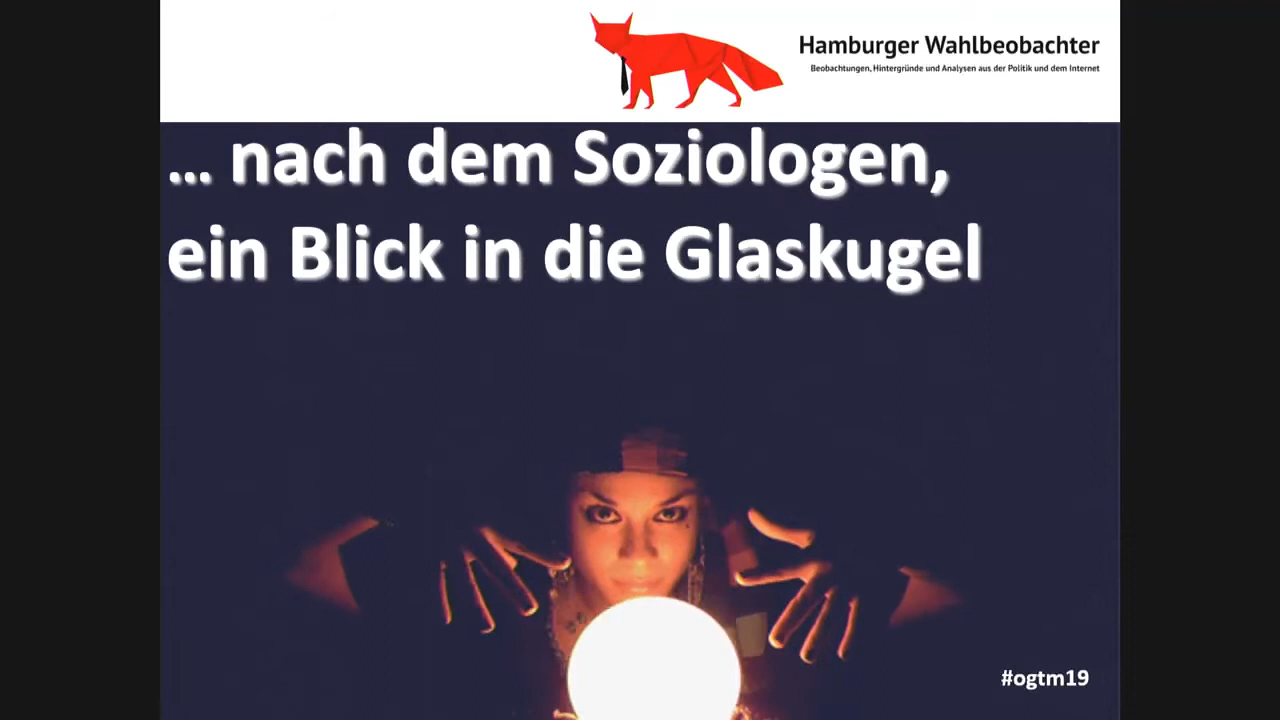 Hamburger Wahlbeobachter
Beobachtungen, Hintergründe und Analysen aus der Politik und dem Internet
... nach dem Soziologen,
ein Blick in die Glaskugel
#ogtm19